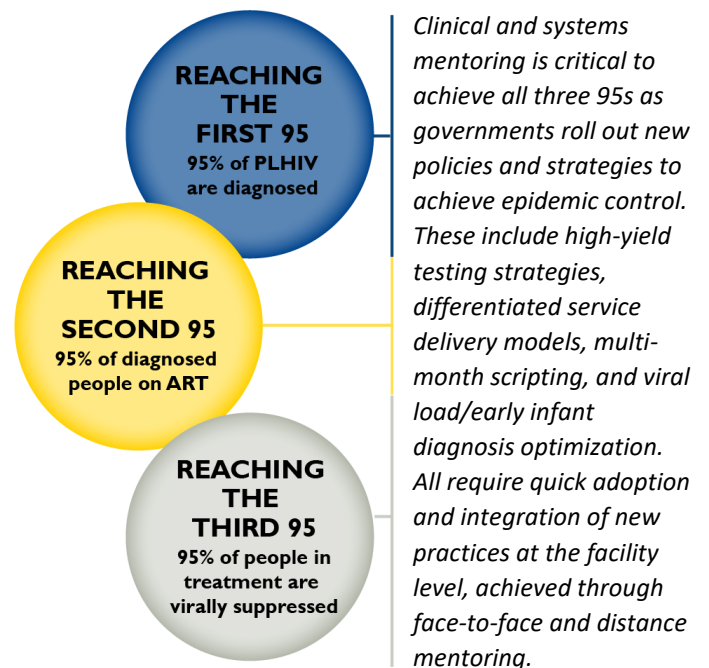 REACHING
THE
FIRST 95
95% of PLHIV
are diagnosed
REACHING
THE
SECOND 95
95% of diagnosed
people on ART
REACHING
THE
THIRD 95
95% of people in
treatment are
virally suppressed
Clinical and systems
mentoring is critical to
achieve all three 95s as
governments roll out new
policies and strategies to
achieve epidemic control.
These include high-yield
testing strategies,
differentiated service
delivery models, multi-
month scripting, and viral
load/early infant
diagnosis optimization.
All require quick adoption
and integration of new
practices at the facility
level, achieved through
face-to-face and distance
mentoring.